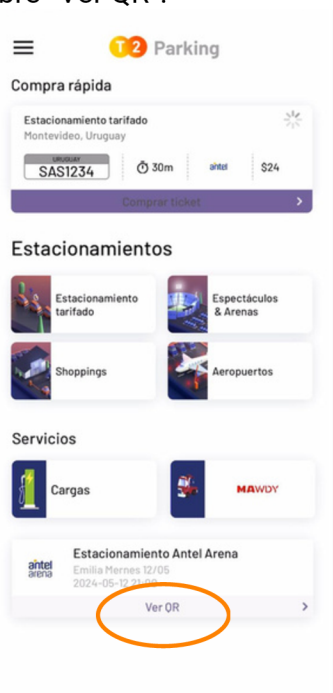 "Ver QR".
T2 Parking
Compra rápida
Estacionamiento tarifado
Montevideo, Uruguay
URUGUAY
SAS1234
30m
antel
$24
Comprar ticket
Estacionamientos
Estacionamiento
tarifado
Espectáculos
& Arenas
Shoppings
Aeropuertos
Servicios
Cargas
MAWDY
antel
arena
Estacionamiento Antel Arena
Emilia Mernes 12/05
2024-05-12 21:00
Ver QR